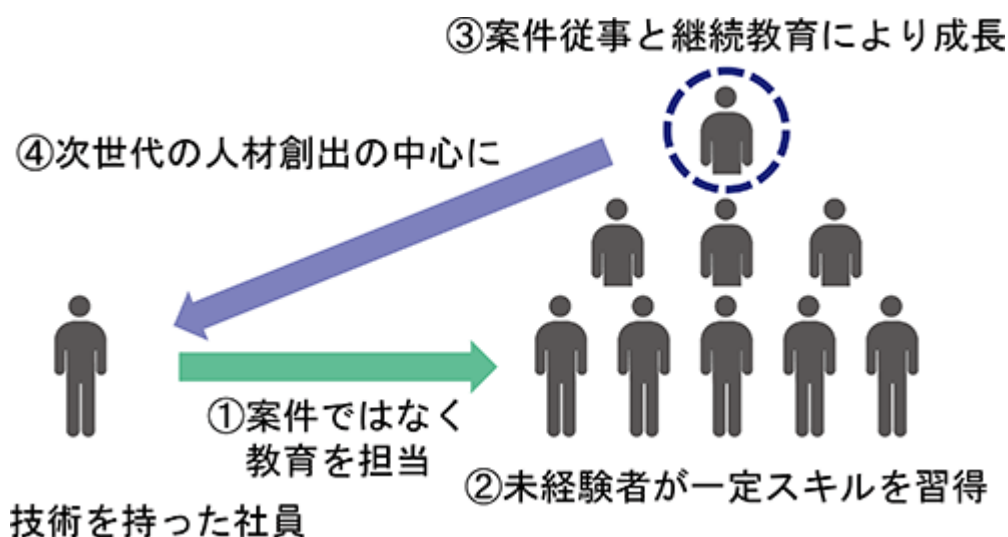 ③案件従事と継続教育により成長
④次世代の人材創出の中心に
①案件ではなく
教育を担当
②未経験者が一定スキルを習得
技術を持った社員